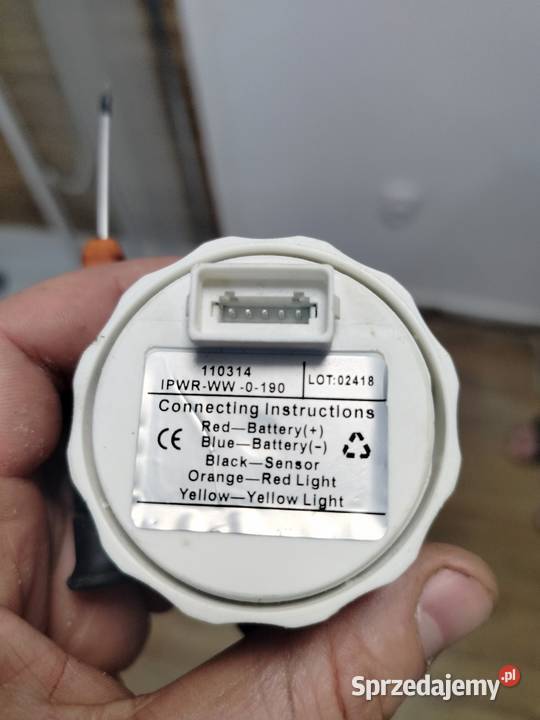 110314
IPWR-WW -0-190
LOT:02418
Connecting Instructions
Red—Battery(+)
Blue—Battery(-)
Black—Sensor
Orange—Red Light
Yellow—Yellow Light
CE
Sprzedajemy.pl